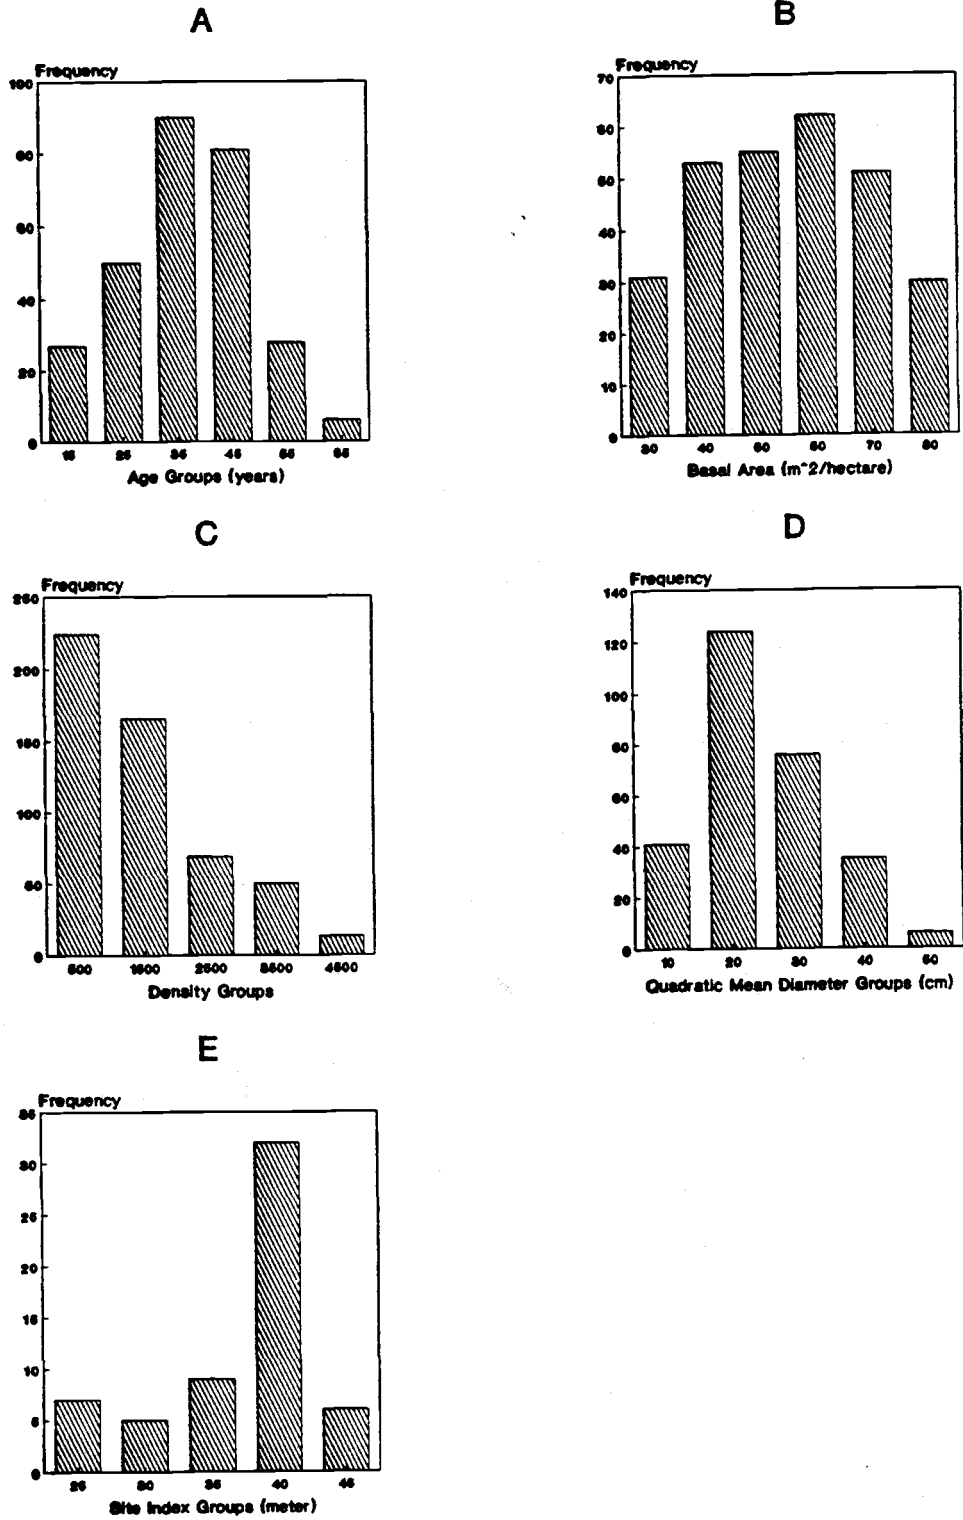 A
Frequency
100
80
60
40
20
0
15 25 35 45 55 65
Age Groups (years)
B
Frequency
70
60
50
40
30
20
10
0
30 40 50 60 70 80
Basal Area (m^2/hectare)
C
Frequency
250
200
150
100
50
0
500 1500 2500 3500 4500
Density Groups
D
Frequency
140
120
100
80
60
40
20
0
10 20 30 40 50
Quadratic Mean Diameter Groups (cm)
E
Frequency
35
30
25
20
15
10
5
0
25 30 35 40 45
Site Index Groups (meter)